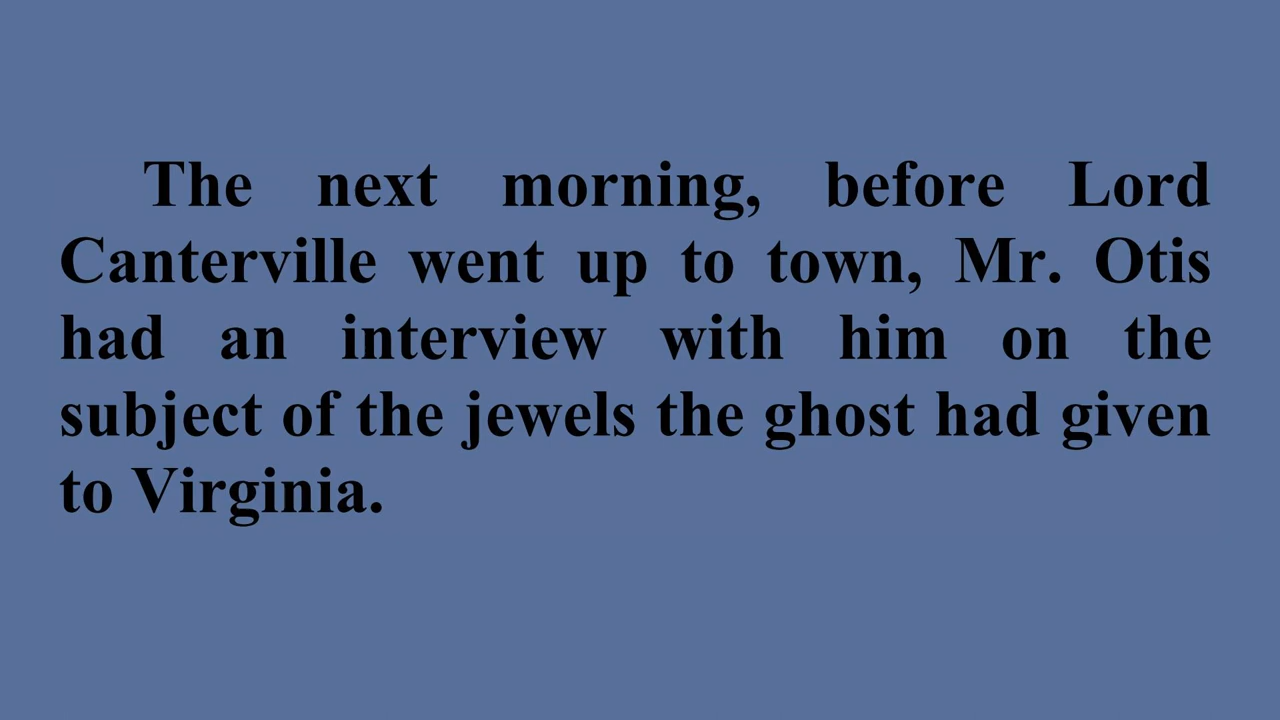 The next morning, before Lord
Canterville went up to town, Mr. Otis
had an interview with him on the
subject of the jewels the ghost had given
to Virginia.